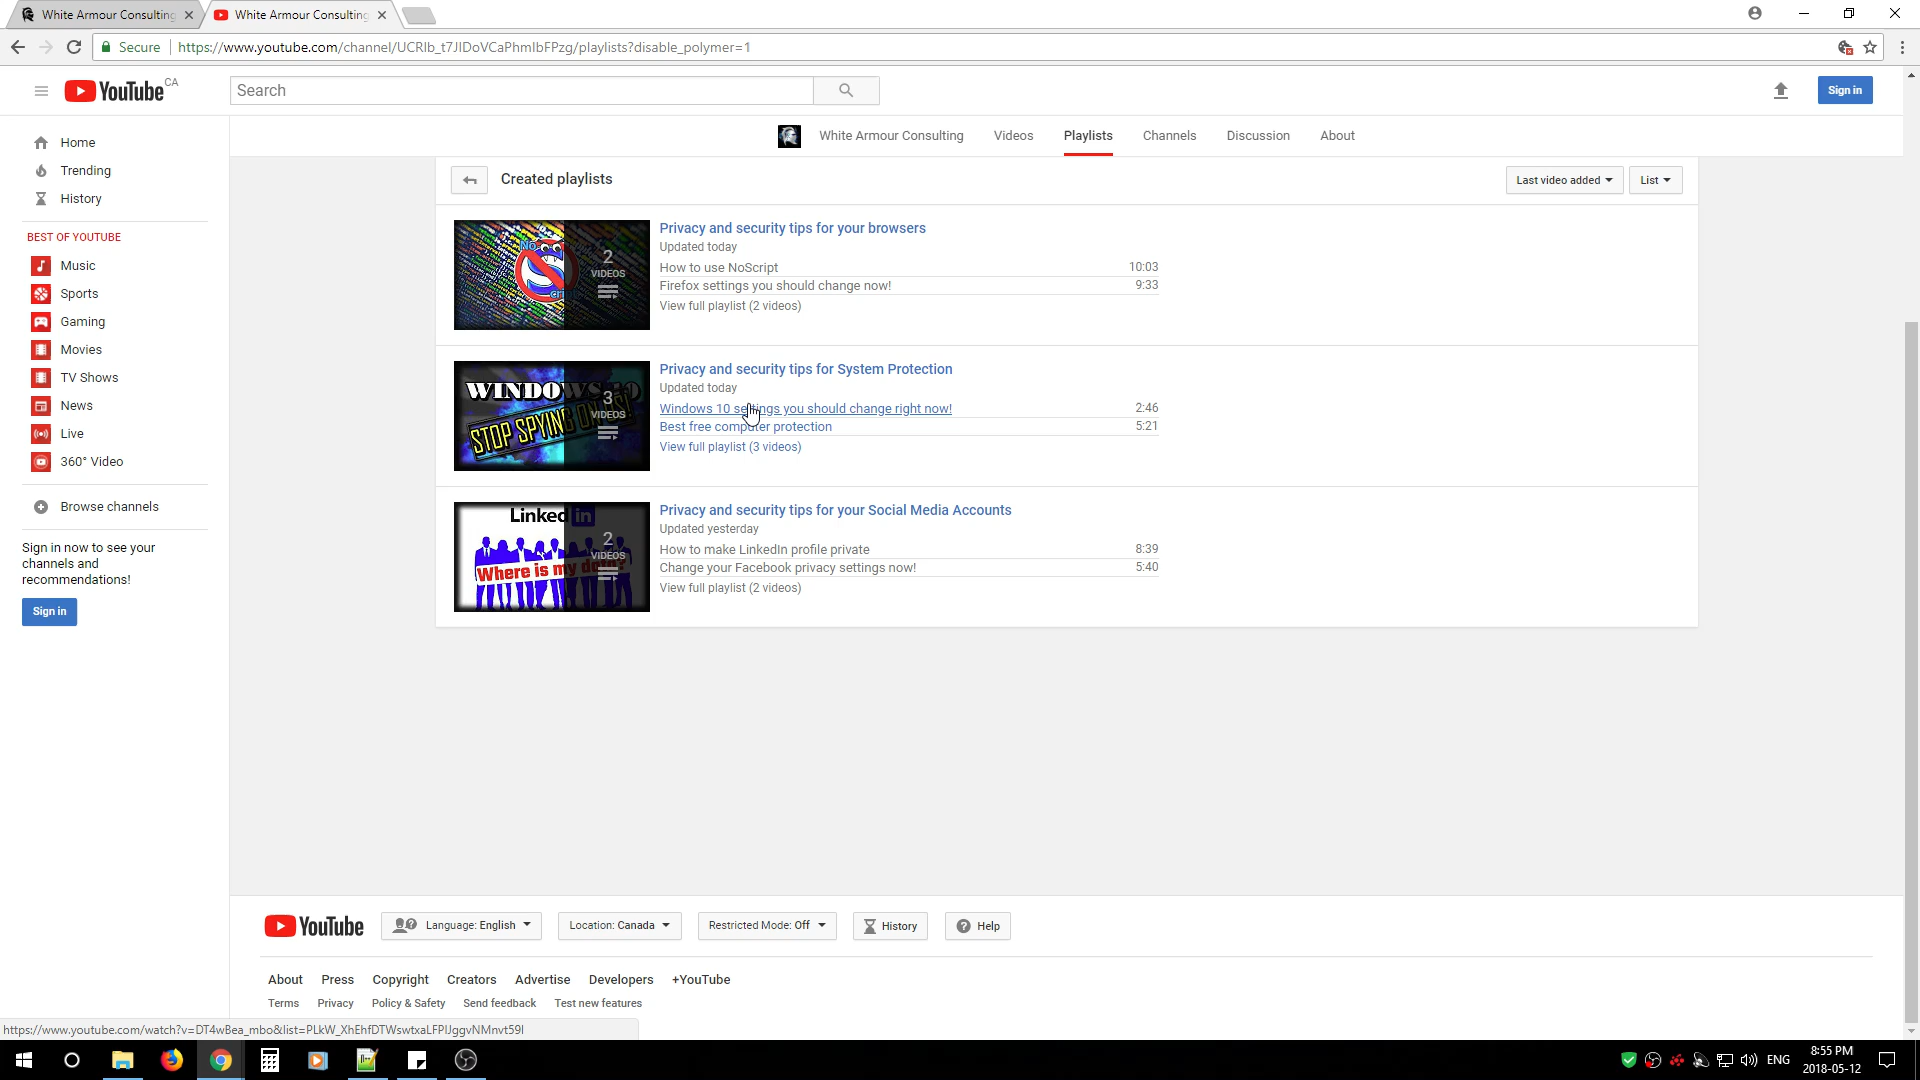 White Armour Consulting
White Armour Consulting
Secure
https://www.youtube.com/channel/UCRIb_t7JIDoVCaPhmIbFPzg/playlists?disable_polymer=1
YouTube CA
Search
Sign in
White Armour Consulting
Videos
Playlists
Channels
Discussion
About
Home
Trending
History
BEST OF YOUTUBE
Music
Sports
Gaming
Movies
TV Shows
News
Live
360° Video
Browse channels
Sign in now to see your
channels and
recommendations!
Sign in
Created playlists
Last video added
List
No
2
VIDEOS
Privacy and security tips for your browsers
Updated today
How to use NoScript 10:03
Firefox settings you should change now! 9:33
View full playlist (2 videos)
WINDOWS 10
STOP SPYING ON US!
3
VIDEOS
Privacy and security tips for System Protection
Updated today
Windows 10 settings you should change right now! 2:46
Best free computer protection 5:21
View full playlist (3 videos)
Linked in
Where is my data?
2
VIDEOS
Privacy and security tips for your Social Media Accounts
Updated yesterday
How to make LinkedIn profile private 8:39
Change your Facebook privacy settings now! 5:40
View full playlist (2 videos)
YouTube
Language: English
Location: Canada
Restricted Mode: Off
History
Help
About Press Copyright Creators Advertise Developers +YouTube
Terms Privacy Policy & Safety Send feedback Test new features
https://www.youtube.com/watch?v=DT4wBea_mbo&list=PLkW_XhEhfDTWswtxaLFPIJggvNMnvt59I
ENG
8:55 PM
2018-05-12